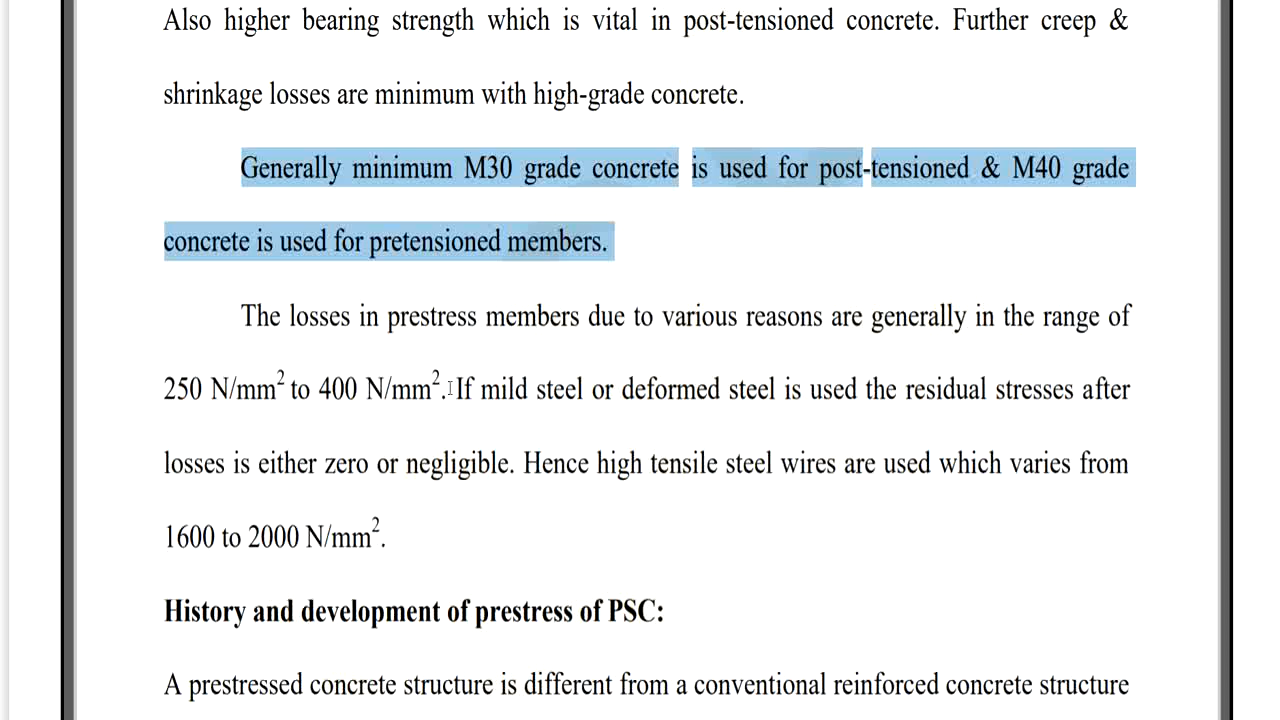 Also higher bearing strength which is vital in post-tensioned concrete. Further creep &
shrinkage losses are minimum with high-grade concrete.
Generally minimum M30 grade concrete is used for post-tensioned & M40 grade
concrete is used for pretensioned members.
The losses in prestress members due to various reasons are generally in the range of
250 N/mm² to 400 N/mm². If mild steel or deformed steel is used the residual stresses after
losses is either zero or negligible. Hence high tensile steel wires are used which varies from
1600 to 2000 N/mm².
History and development of prestress of PSC:
A prestressed concrete structure is different from a conventional reinforced concrete structure